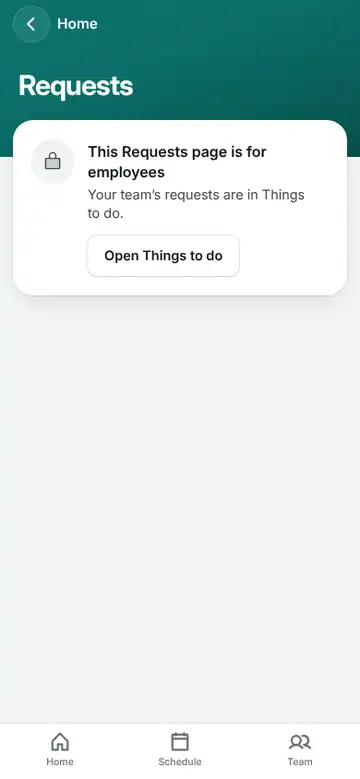 Home
Requests
This Requests page is for
employees
Your team’s requests are in Things
to do.
Open Things to do
Home
Schedule
Team